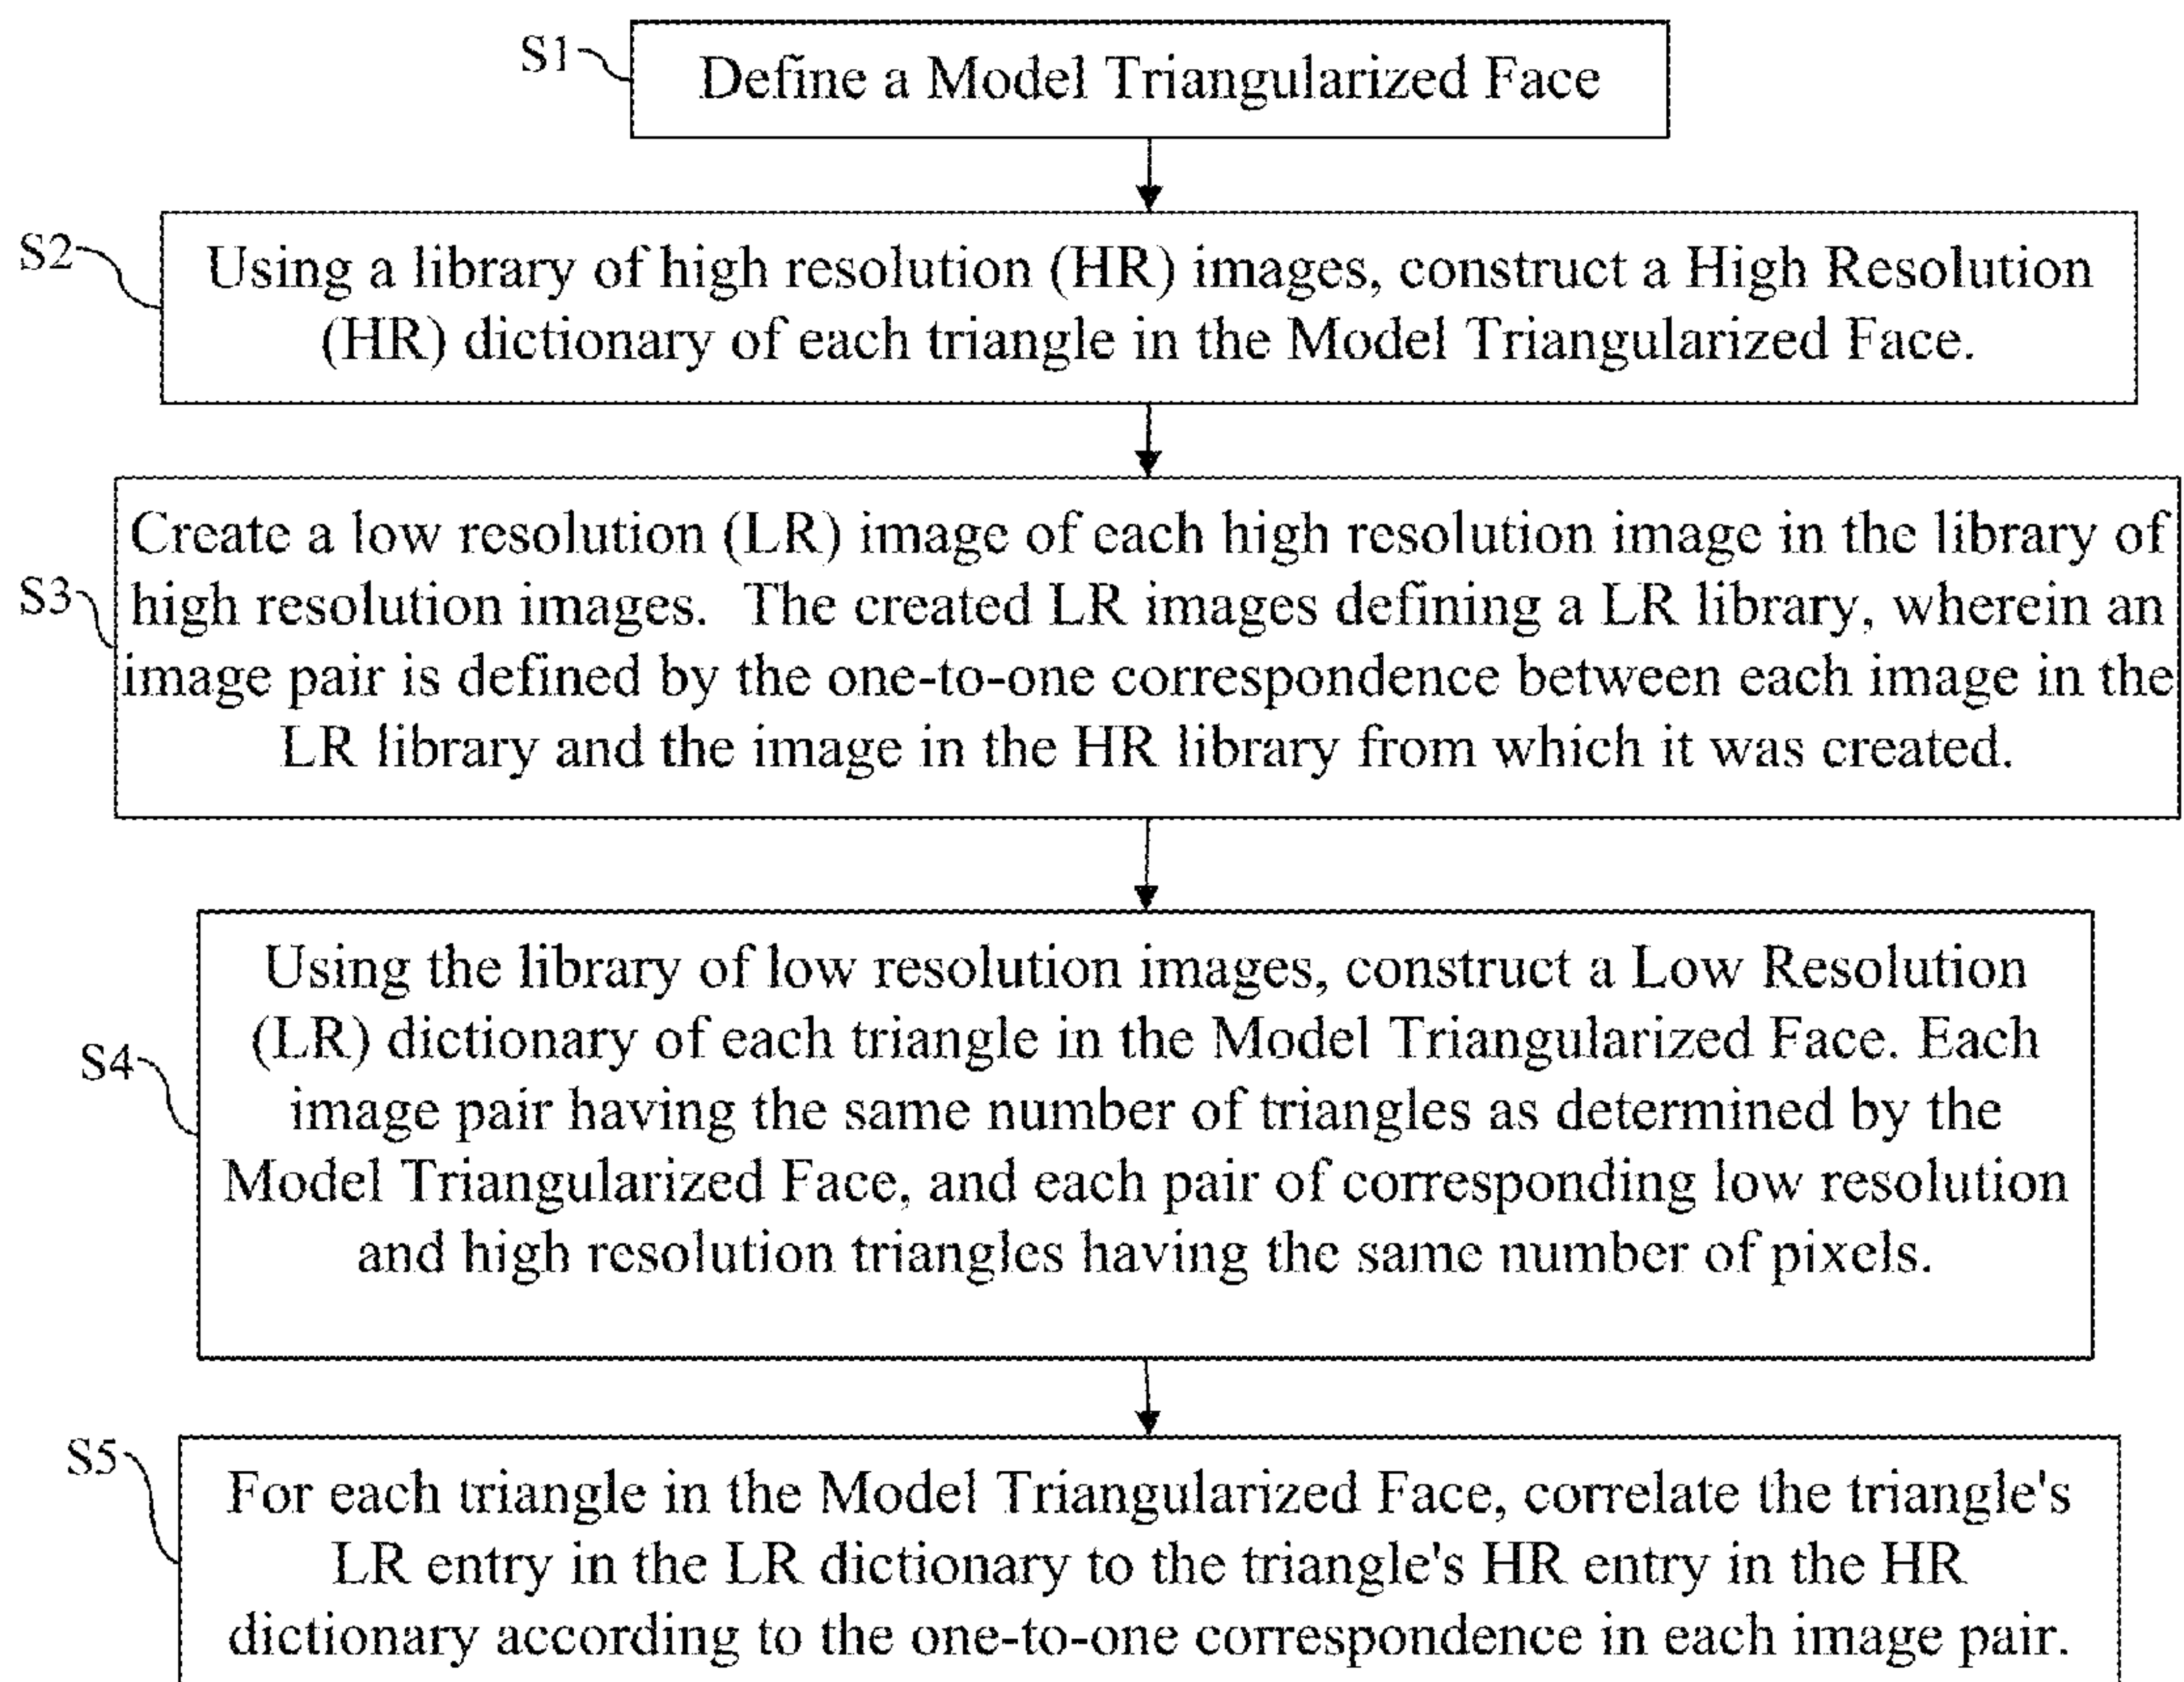 S1
Define a Model Triangularized Face
S2
Using a library of high resolution (HR) images, construct a High Resolution
(HR) dictionary of each triangle in the Model Triangularized Face.
S3
Create a low resolution (LR) image of each high resolution image in the library of
high resolution images.  The created LR images defining a LR library, wherein an
image pair is defined by the one-to-one correspondence between each image in the
LR library and the image in the HR library from which it was created.
S4
Using the library of low resolution images, construct a Low Resolution
(LR) dictionary of each triangle in the Model Triangularized Face. Each
image pair having the same number of triangles as determined by the
Model Triangularized Face, and each pair of corresponding low resolution
and high resolution triangles having the same number of pixels.
S5
For each triangle in the Model Triangularized Face, correlate the triangle's
LR entry in the LR dictionary to the triangle's HR entry in the HR
dictionary according to the one-to-one correspondence in each image pair.